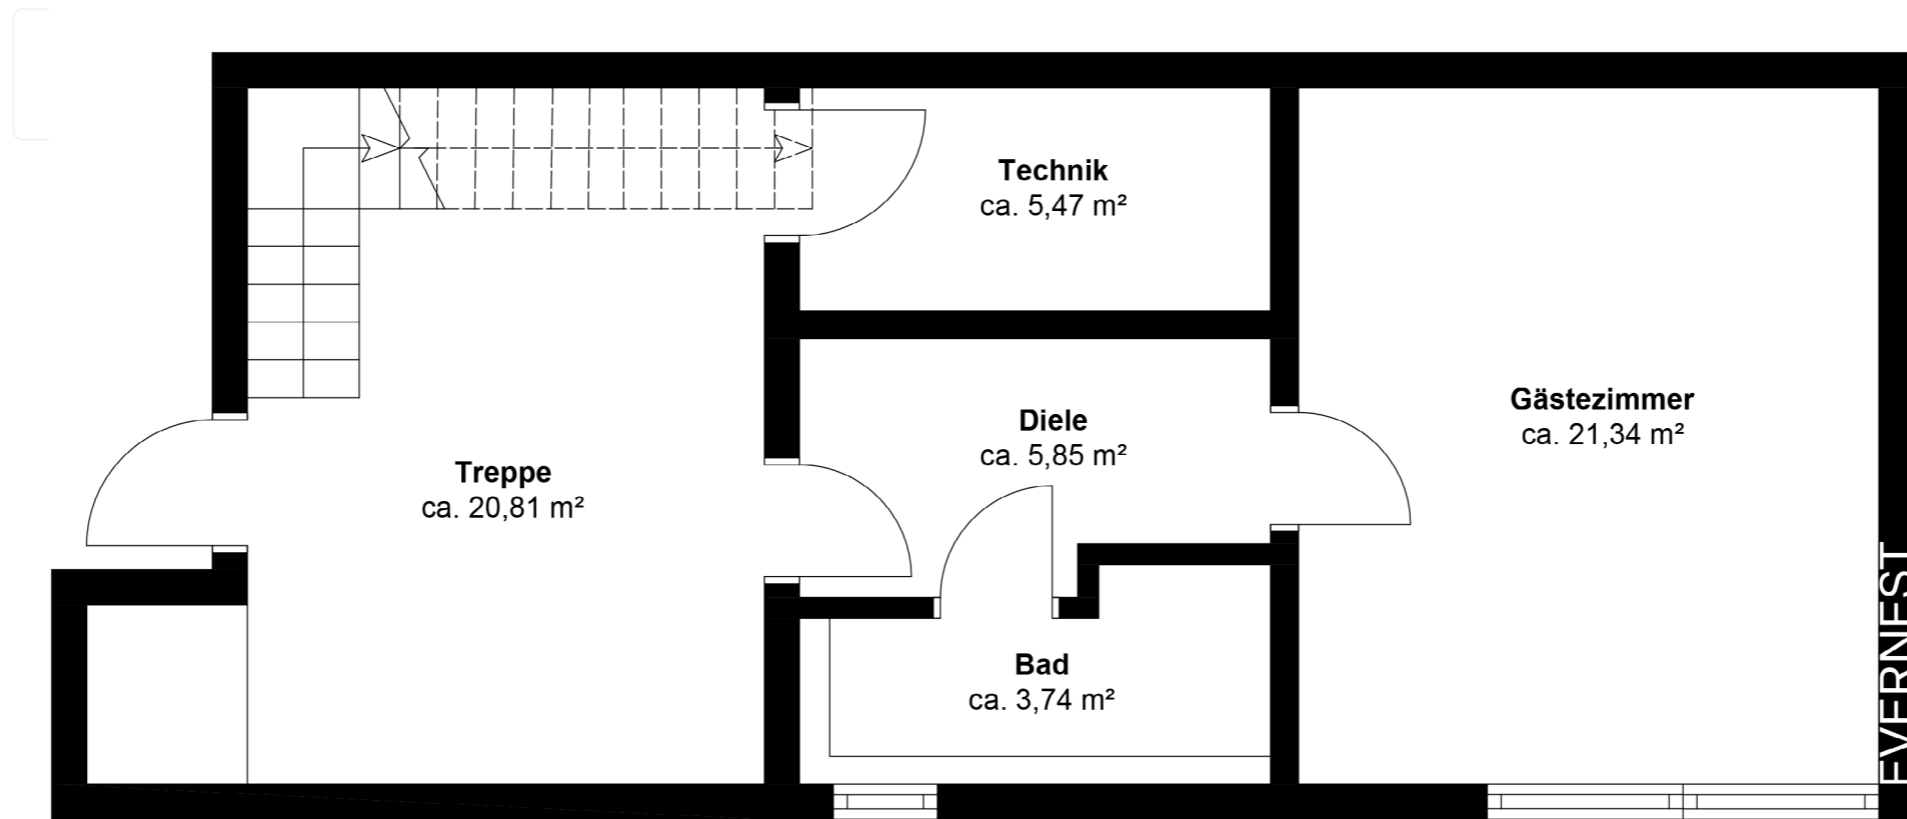 Technik
ca. 5,47 m²
Gästezimmer
ca. 21,34 m²
Diele
ca. 5,85 m²
Treppe
ca. 20,81 m²
Bad
ca. 3,74 m²
EVERNEST